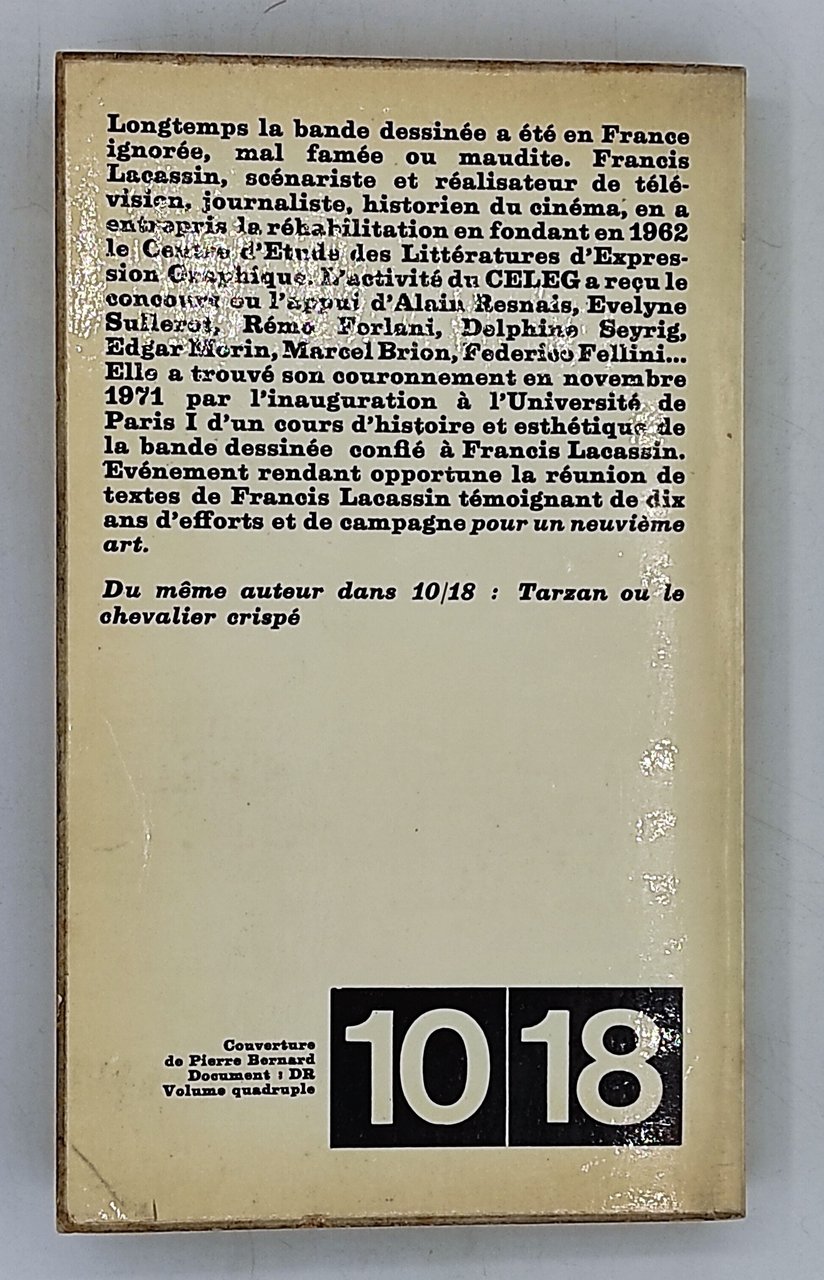 Longtemps la bande dessinée a été en France
ignorée, mal famée ou maudite. Francis
Lacassin, scénariste et réalisateur de télé-
vision, journaliste, historien du cinéma, en a
entrepris la réhabilitation en fondant en 1962
le Centre d'Etude des Littératures d'Expres-
sion Graphique. L'activité du CELEG a reçu le
concours ou l'appui d'Alain Resnais, Evelyne
Sullerot, Rémo Forlani, Delphine Seyrig,
Edgar Morin, Marcel Brion, Federico Fellini...
Elle a trouvé son couronnement en novembre
1971 par l'inauguration à l'Université de
Paris I d'un cours d'histoire et esthétique de
la bande dessinée confié à Francis Lacassin.
Evénement rendant opportune la réunion de
textes de Francis Lacassin témoignant de dix
ans d'efforts et de campagne pour un neuvième
art.
Du même auteur dans 10/18 : Tarzan ou le
chevalier crispé
Couverture
de Pierre Bernard
Document : DR
Volume quadruple
10 18